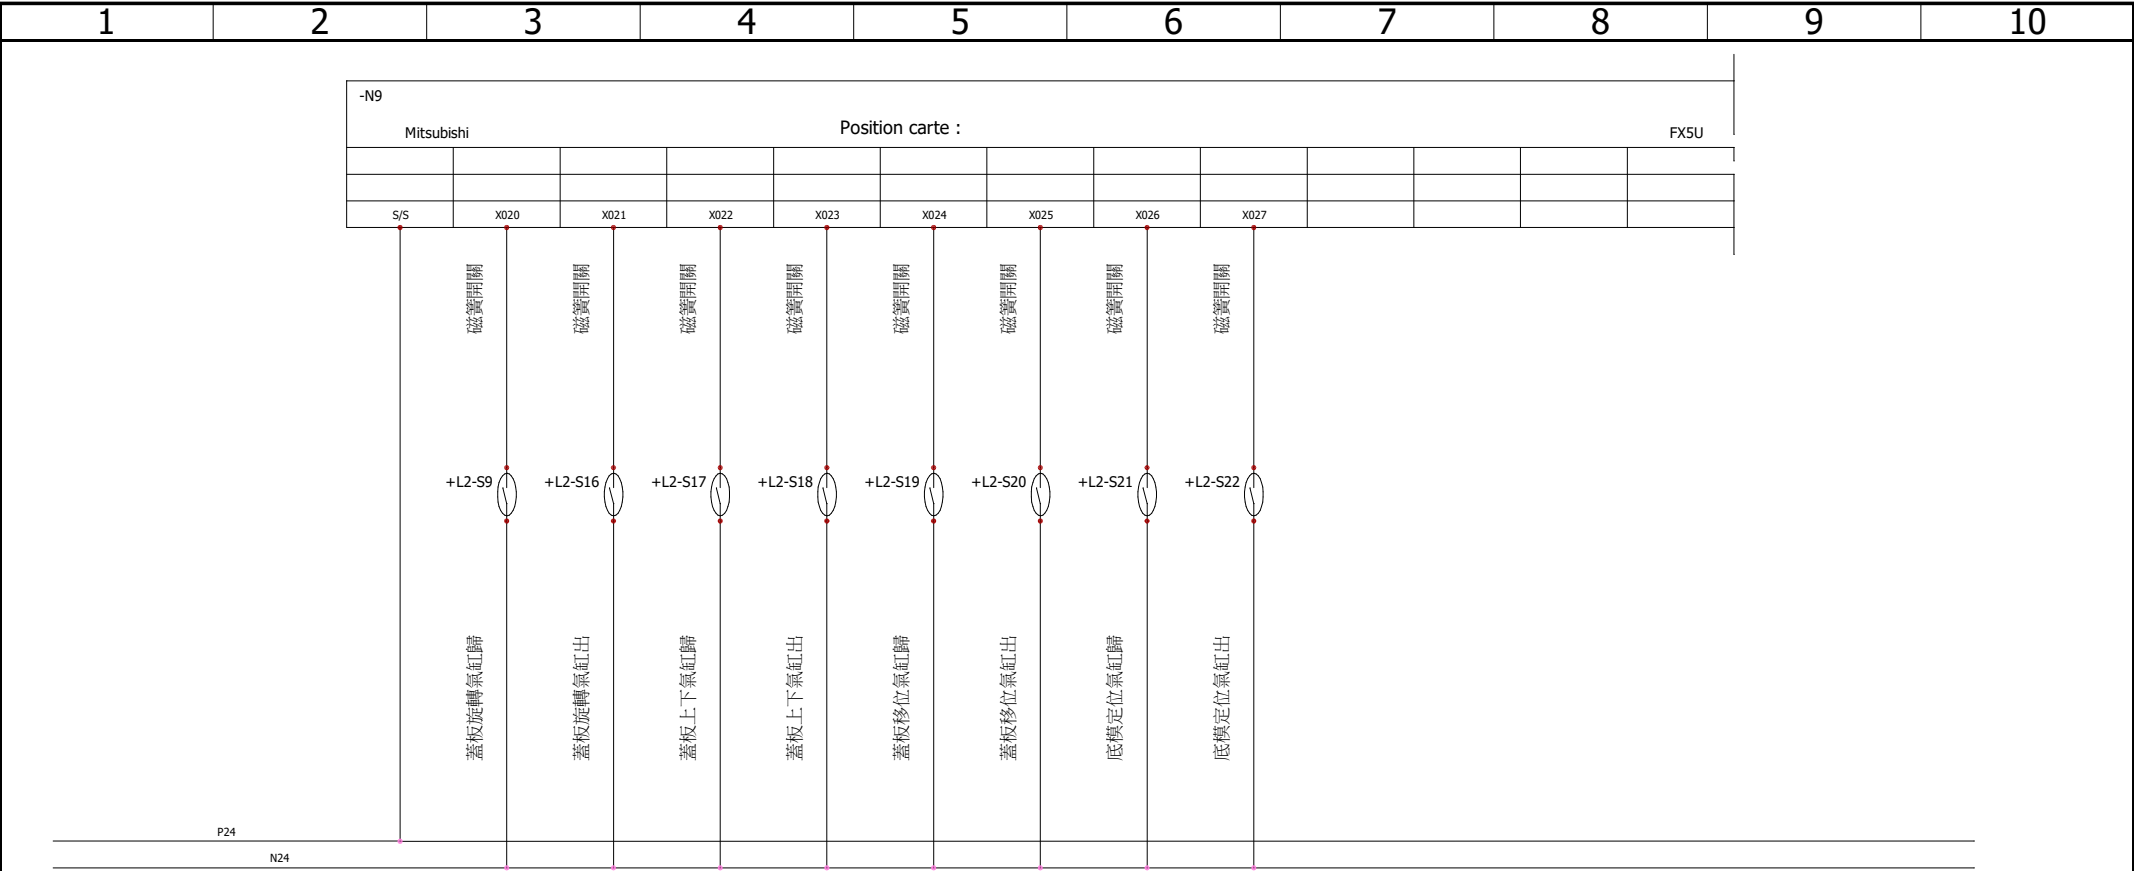 1 2 3 4 5 6 7 8 9 10
-N9
Mitsubishi Position carte : FX5U
S/S X020 X021 X022 X023 X024 X025 X026 X027
磁簧開關 磁簧開關 磁簧開關 磁簧開關 磁簧開關 磁簧開關 磁簧開關 磁簧開關
+L2-S9 +L2-S16 +L2-S17 +L2-S18 +L2-S19 +L2-S20 +L2-S21 +L2-S22
蓋板旋轉氣缸歸
蓋板旋轉氣缸出
蓋板上下氣缸歸
蓋板上下氣缸出
蓋板移位氣缸歸
蓋板移位氣缸出
底模定位氣缸歸
底模定位氣缸出
P24
N24